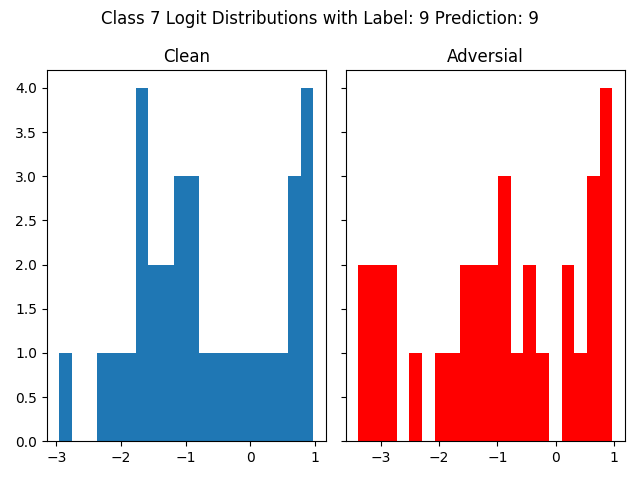 Class 7 Logit Distributions with Label: 9 Prediction: 9
Clean
Adversial
4.0
3.5
3.0
2.5
2.0
1.5
1.0
0.5
0.0
−3 −2 −1 0 1
−3 −2 −1 0 1